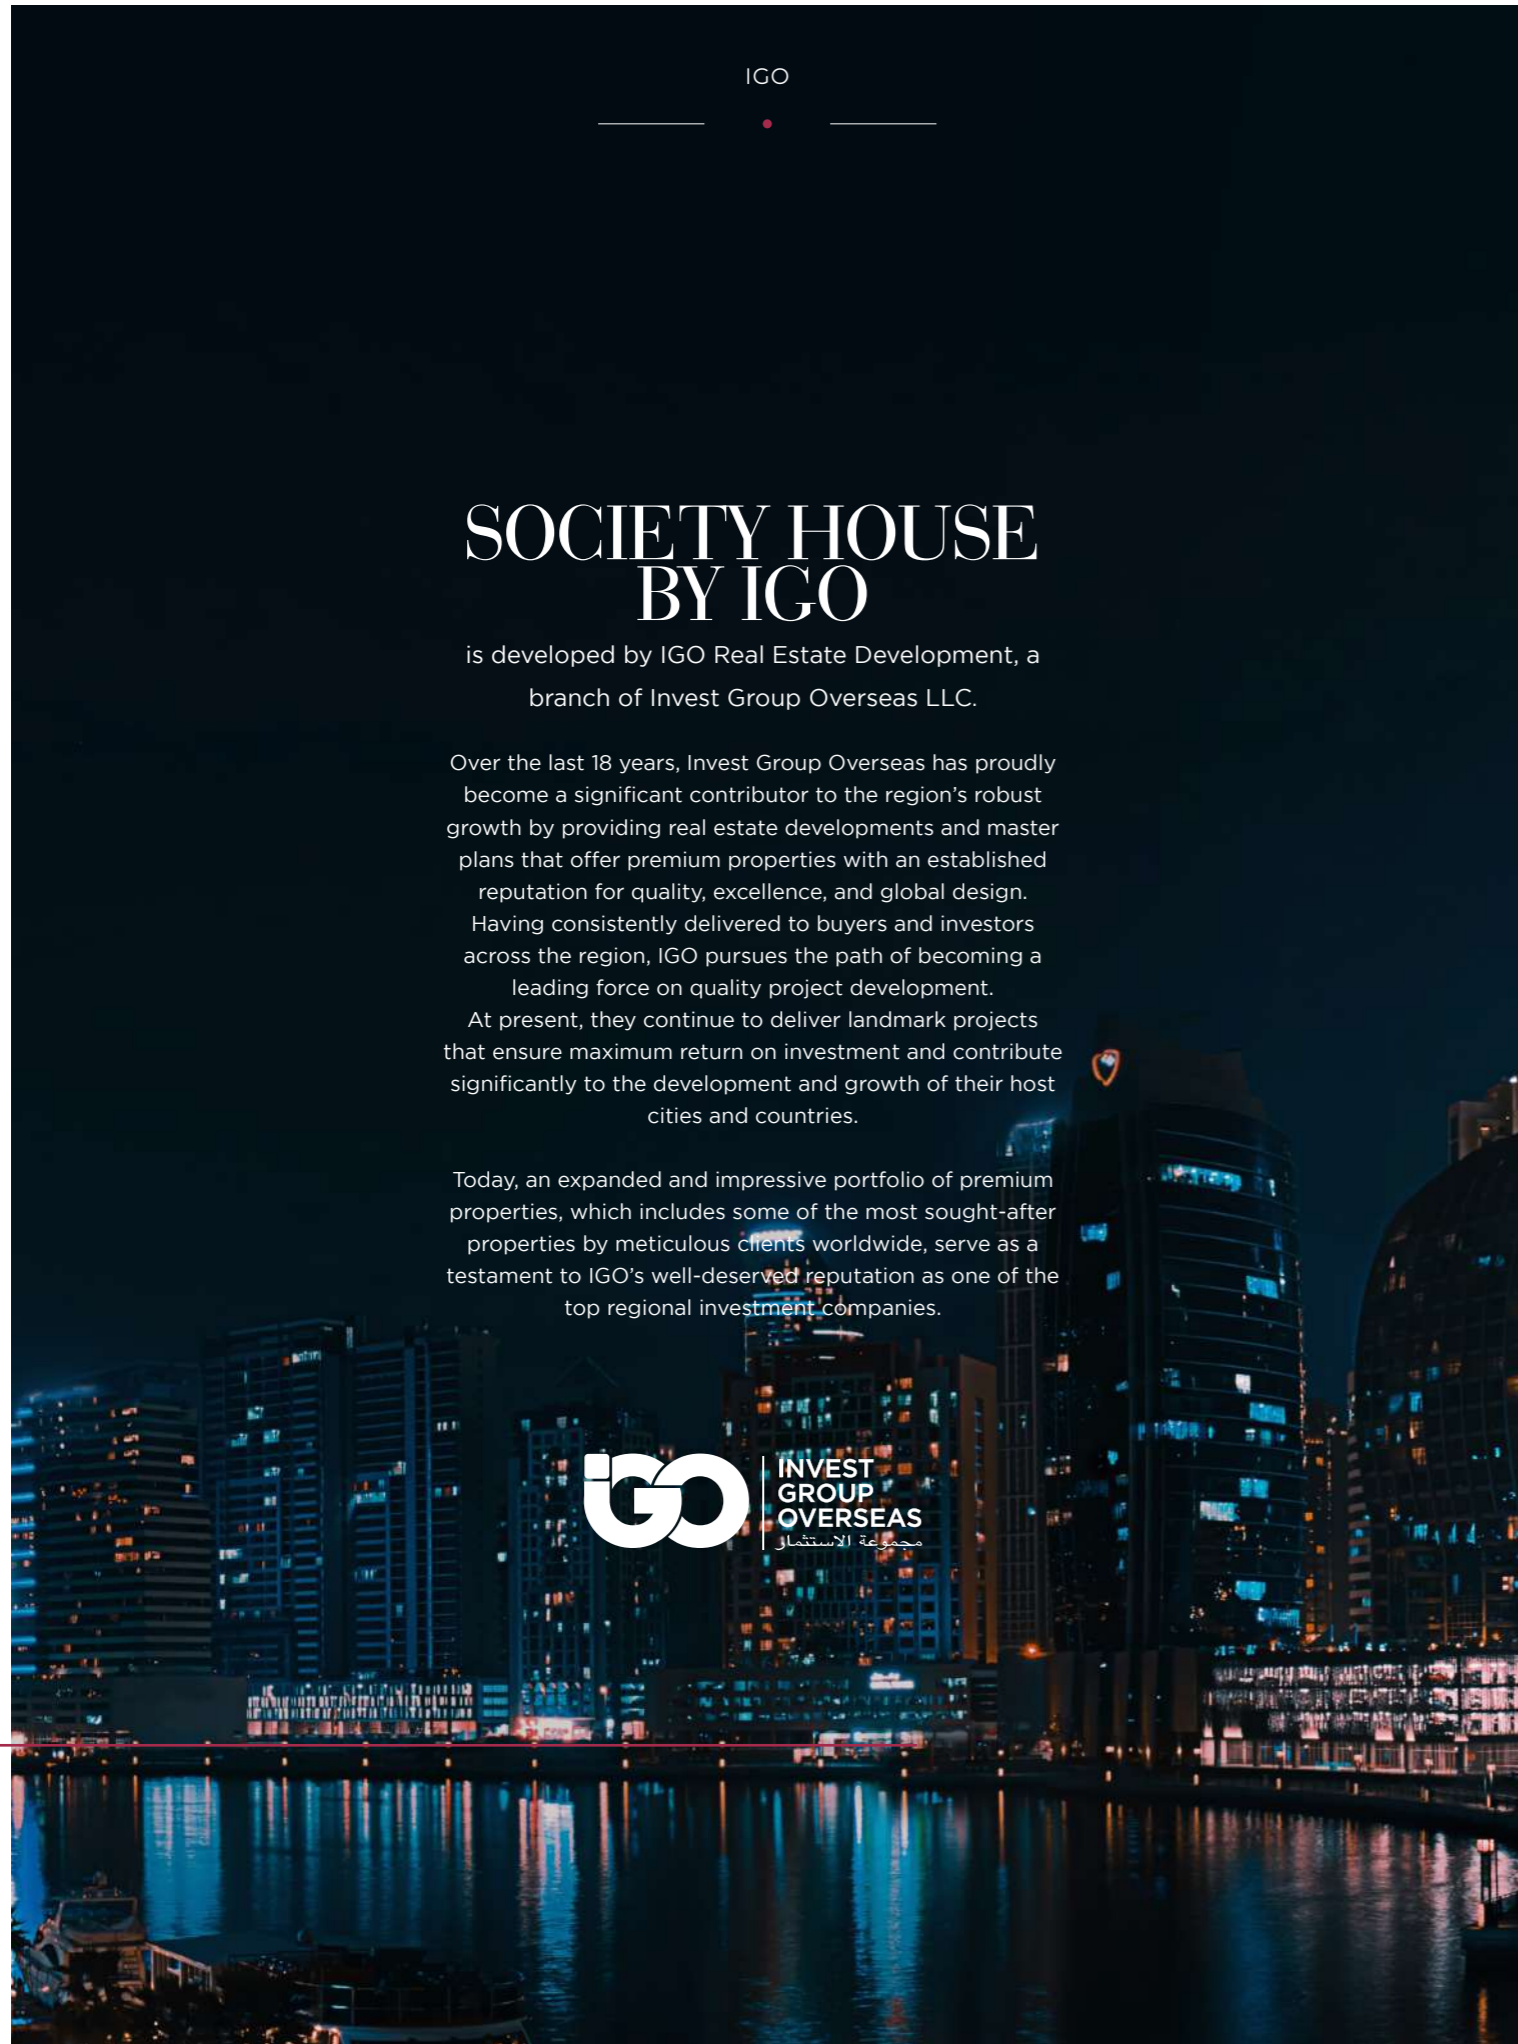 IGO
SOCIETY HOUSE
BY IGO
is developed by IGO Real Estate Development, a
branch of Invest Group Overseas LLC.
Over the last 18 years, Invest Group Overseas has proudly
become a significant contributor to the region’s robust
growth by providing real estate developments and master
plans that offer premium properties with an established
reputation for quality, excellence, and global design.
Having consistently delivered to buyers and investors
across the region, IGO pursues the path of becoming a
leading force on quality project development.
At present, they continue to deliver landmark projects
that ensure maximum return on investment and contribute
significantly to the development and growth of their host
cities and countries.
Today, an expanded and impressive portfolio of premium
properties, which includes some of the most sought-after
properties by meticulous clients worldwide, serve as a
testament to IGO’s well-deserved reputation as one of the
top regional investment companies.
iGO
INVEST
GROUP
OVERSEAS
مجموعة الاستثمار